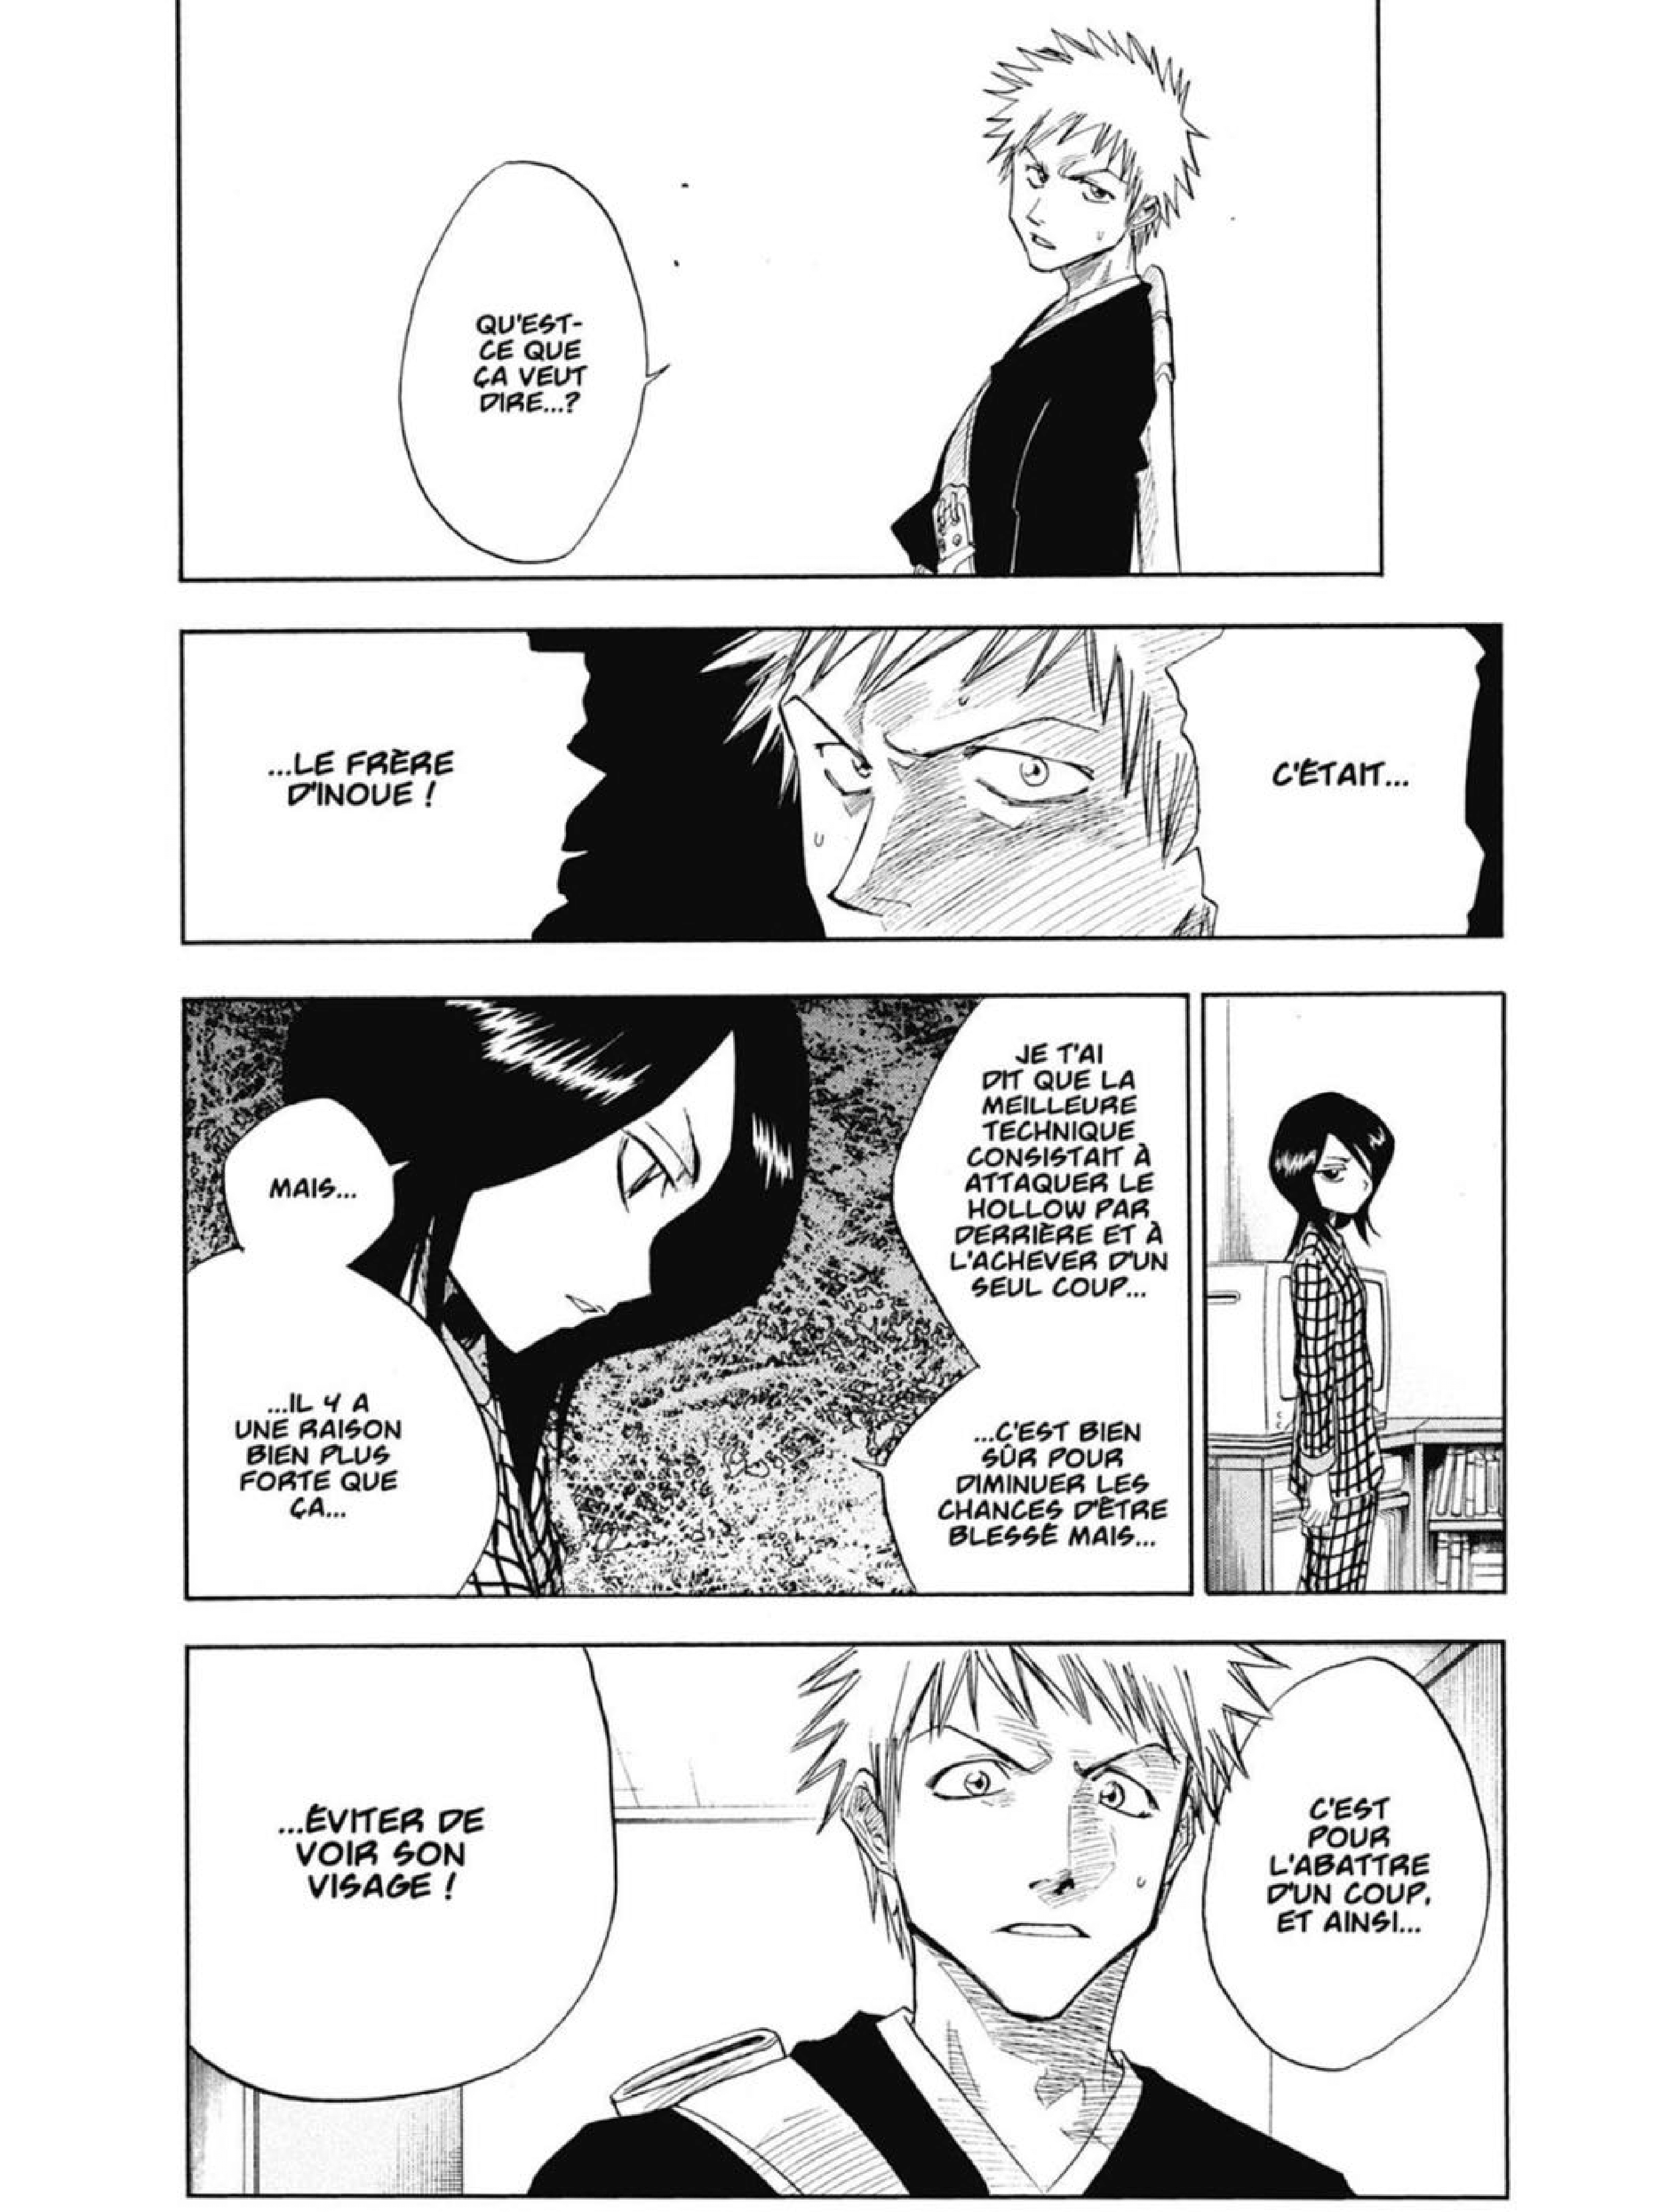 QU'EST-
CE QUE
ÇA VEUT
DIRE...?
C'ÉTAIT...
...LE FRÈRE
D'INOUE !
JE T'AI
DIT QUE LA
MEILLEURE
TECHNIQUE
CONSISTAIT À
ATTAQUER LE
HOLLOW PAR
DERRIÈRE ET À
L'ACHEVER D'UN
SEUL COUP...
...C'EST BIEN
SÛR POUR
DIMINUER LES
CHANCES D'ÊTRE
BLESSÉ MAIS...
MAIS...
...IL Y A
UNE RAISON
BIEN PLUS
FORTE QUE
ÇA...
C'EST
POUR
L'ABATTRE
D'UN COUP,
ET AINSI...
...ÉVITER DE
VOIR SON
VISAGE !